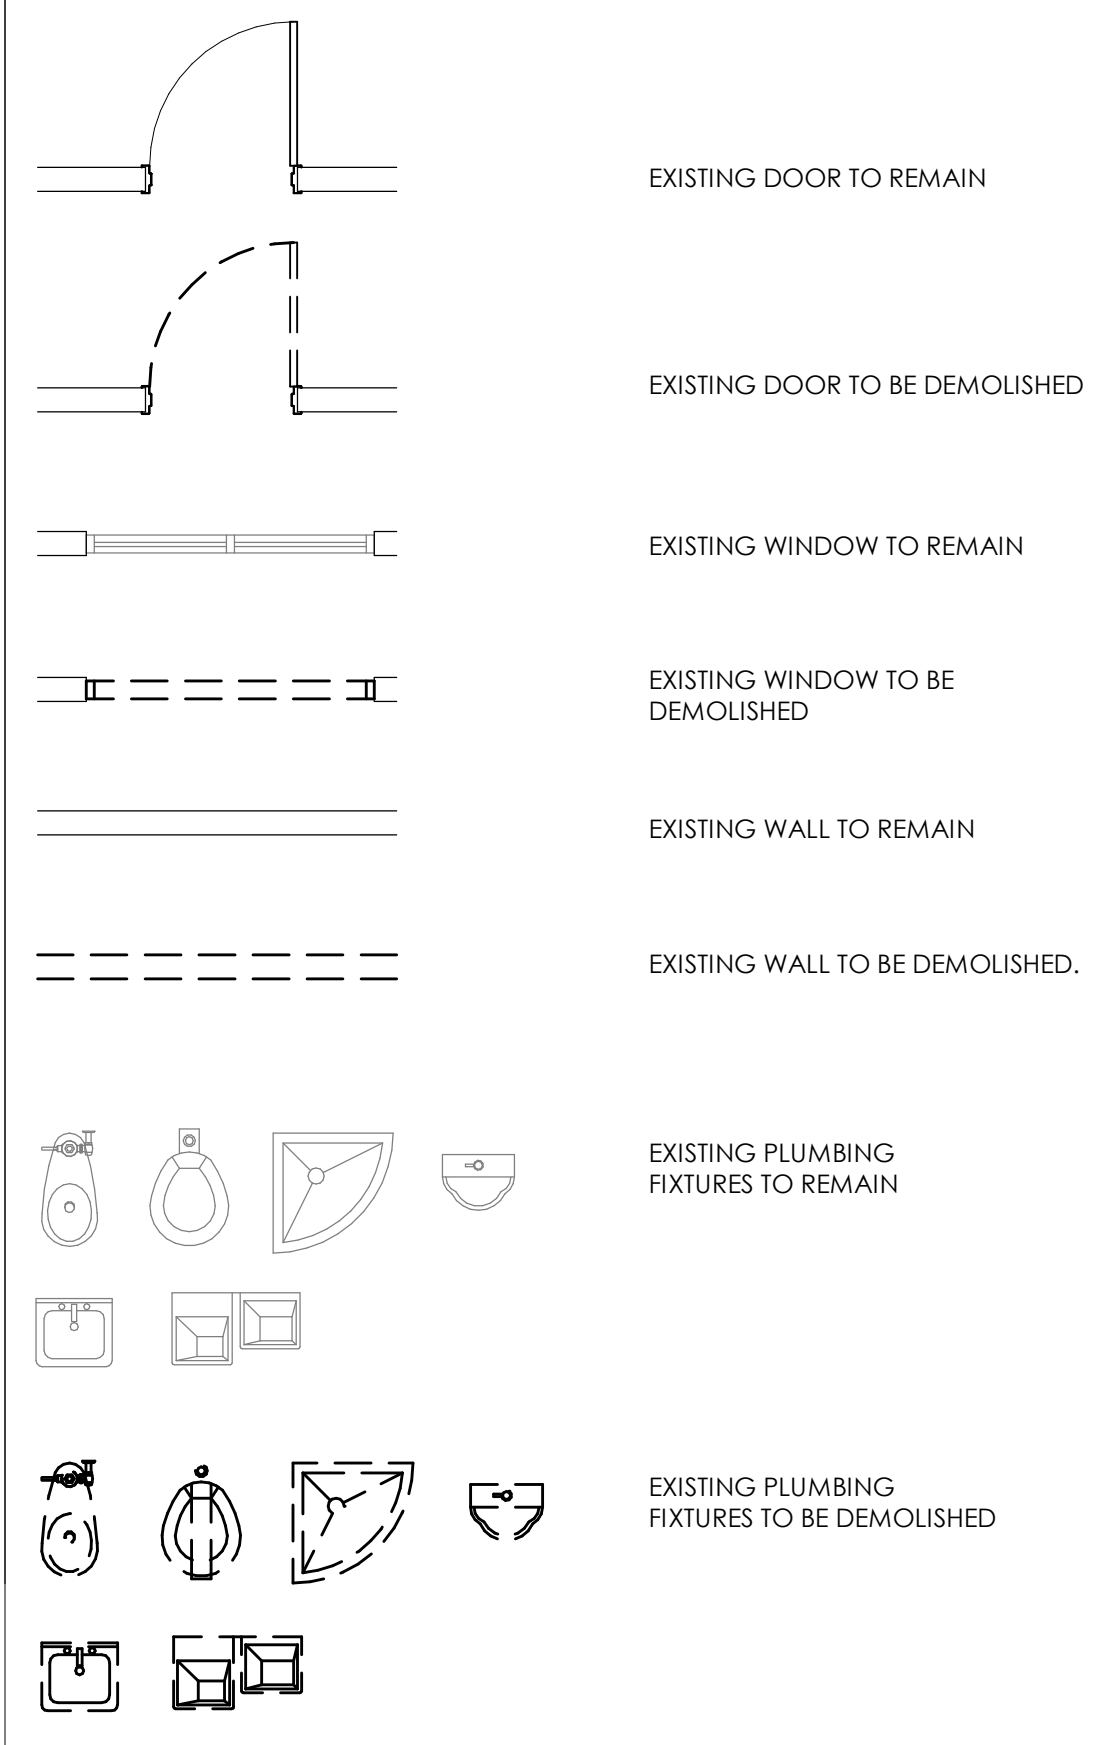 EXISTING DOOR TO REMAIN
EXISTING DOOR TO BE DEMOLISHED
EXISTING WINDOW TO REMAIN
EXISTING WINDOW TO BE
DEMOLISHED
EXISTING WALL TO REMAIN
EXISTING WALL TO BE DEMOLISHED.
EXISTING PLUMBING
FIXTURES TO REMAIN
EXISTING PLUMBING
FIXTURES TO BE DEMOLISHED